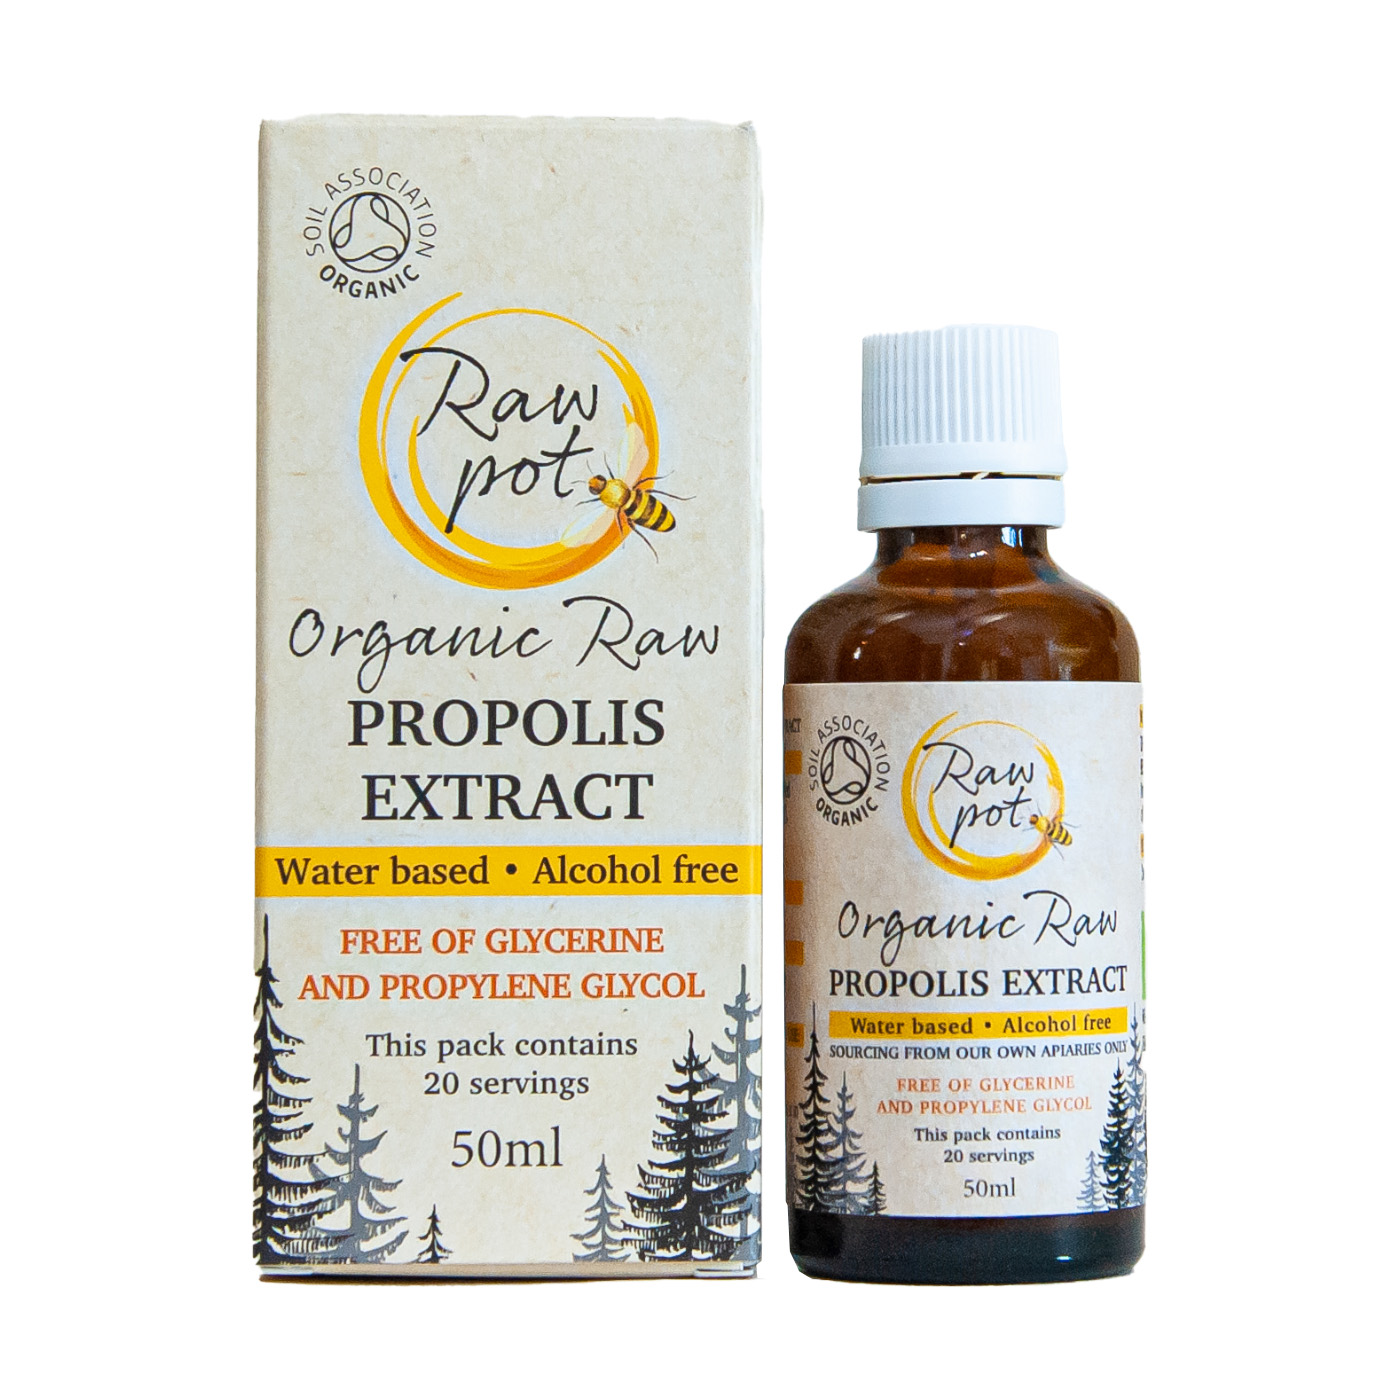 SOIL ASSOCIATION
ORGANIC
Raw
pot
Organic Raw
PROPOLIS
EXTRACT
Water based • Alcohol free
FREE OF GLYCERINE
AND PROPYLENE GLYCOL
This pack contains
20 servings
50ml
SOIL ASSOCIATION
ORGANIC
Raw
pot
Organic Raw
PROPOLIS EXTRACT
Water based • Alcohol free
SOURCING FROM OUR OWN APIARIES ONLY
FREE OF GLYCERINE
AND PROPYLENE GLYCOL
This pack contains
20 servings
50ml